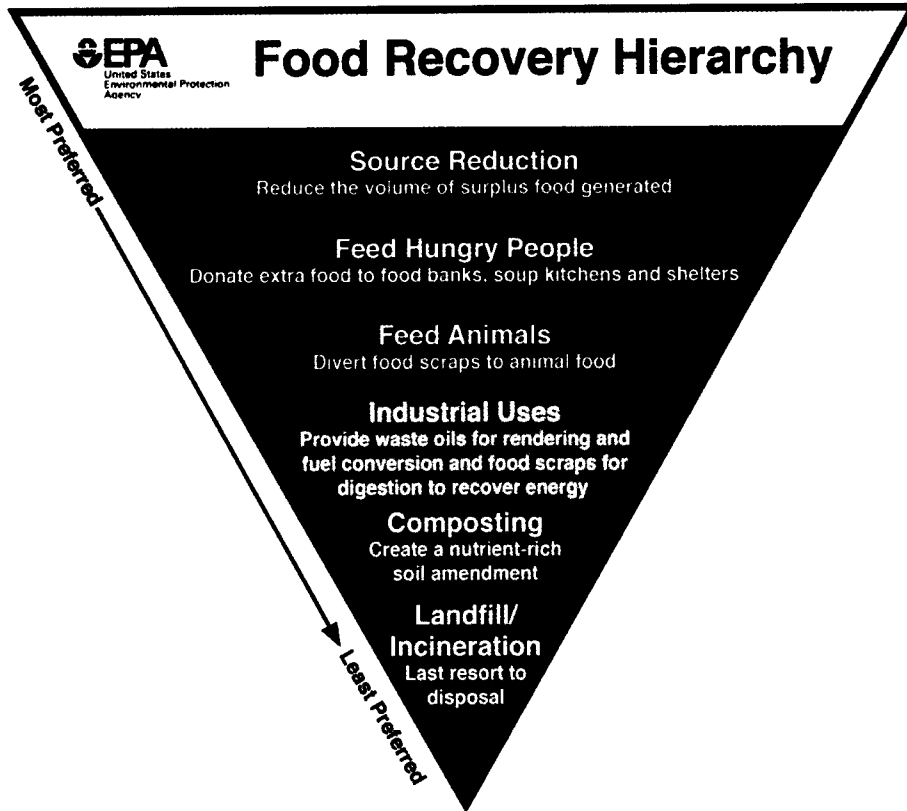 EPA
United States
Environmental Protection
Agency
Food Recovery Hierarchy
Most Preferred
Source Reduction
Reduce the volume of surplus food generated
Feed Hungry People
Donate extra food to food banks, soup kitchens and shelters
Feed Animals
Divert food scraps to animal food
Industrial Uses
Provide waste oils for rendering and
fuel conversion and food scraps for
digestion to recover energy
Composting
Create a nutrient-rich
soil amendment
Landfill/
Incineration
Last resort to
disposal
Least Preferred